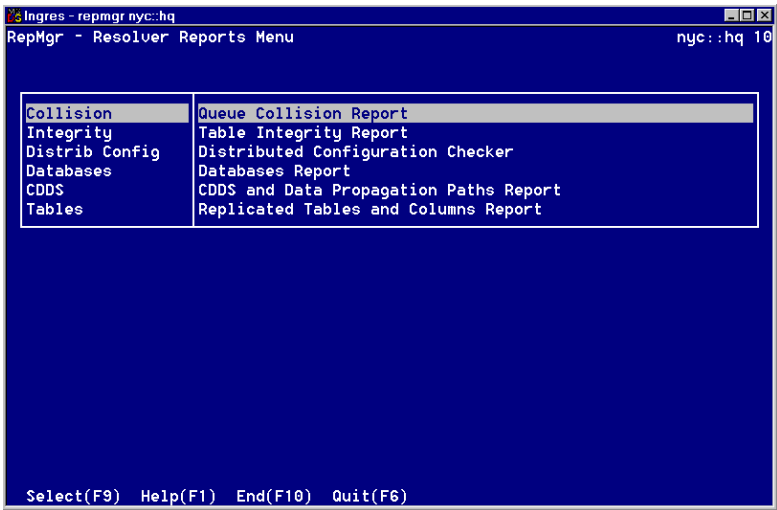 Ingres - repmgr nyc::hq
RepMgr - Resolver Reports Menu nyc::hq 10
Collision Queue Collision Report
Integrity Table Integrity Report
Distrib Config Distributed Configuration Checker
Databases Databases Report
CDDS CDDS and Data Propagation Paths Report
Tables Replicated Tables and Columns Report
Select(F9) Help(F1) End(F10) Quit(F6)